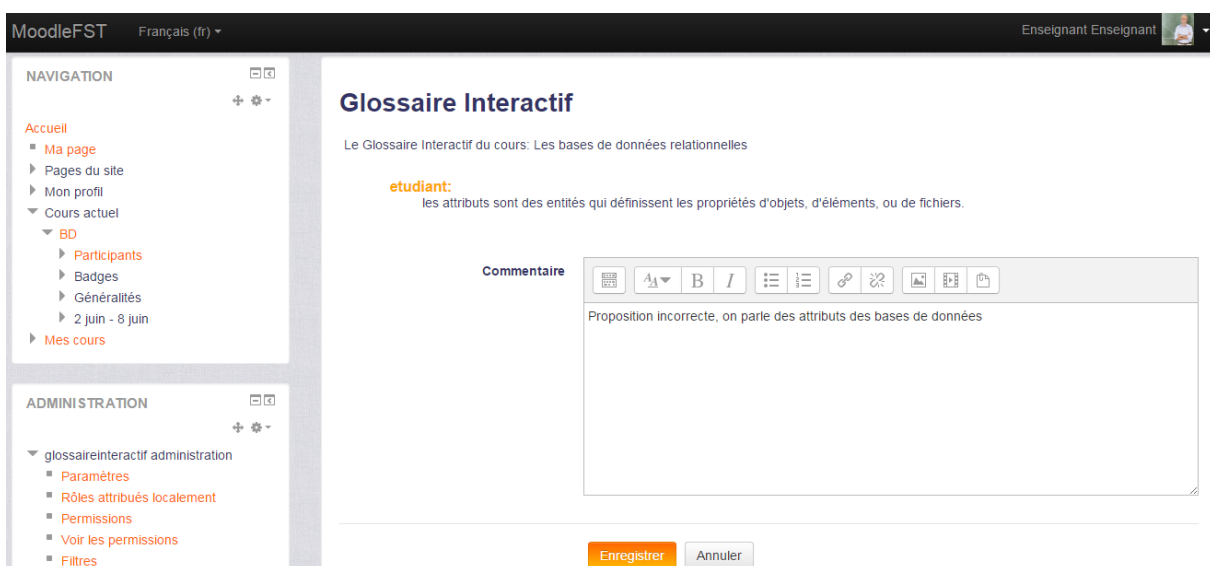 MoodleFST Français (fr) Enseignant Enseignant
NAVIGATION
Accueil
Ma page
Pages du site
Mon profil
Cours actuel
BD
Participants
Badges
Généralités
2 juin - 8 juin
Mes cours
ADMINISTRATION
glossaireinteractif administration
Paramètres
Rôles attribués localement
Permissions
Voir les permissions
Filtres
Glossaire Interactif
Le Glossaire Interactif du cours: Les bases de données relationnelles
etudiant:
les attributs sont des entités qui définissent les propriétés d'objets, d'éléments, ou de fichiers.
Commentaire
Proposition incorrecte, on parle des attributs des bases de données
Enregistrer Annuler